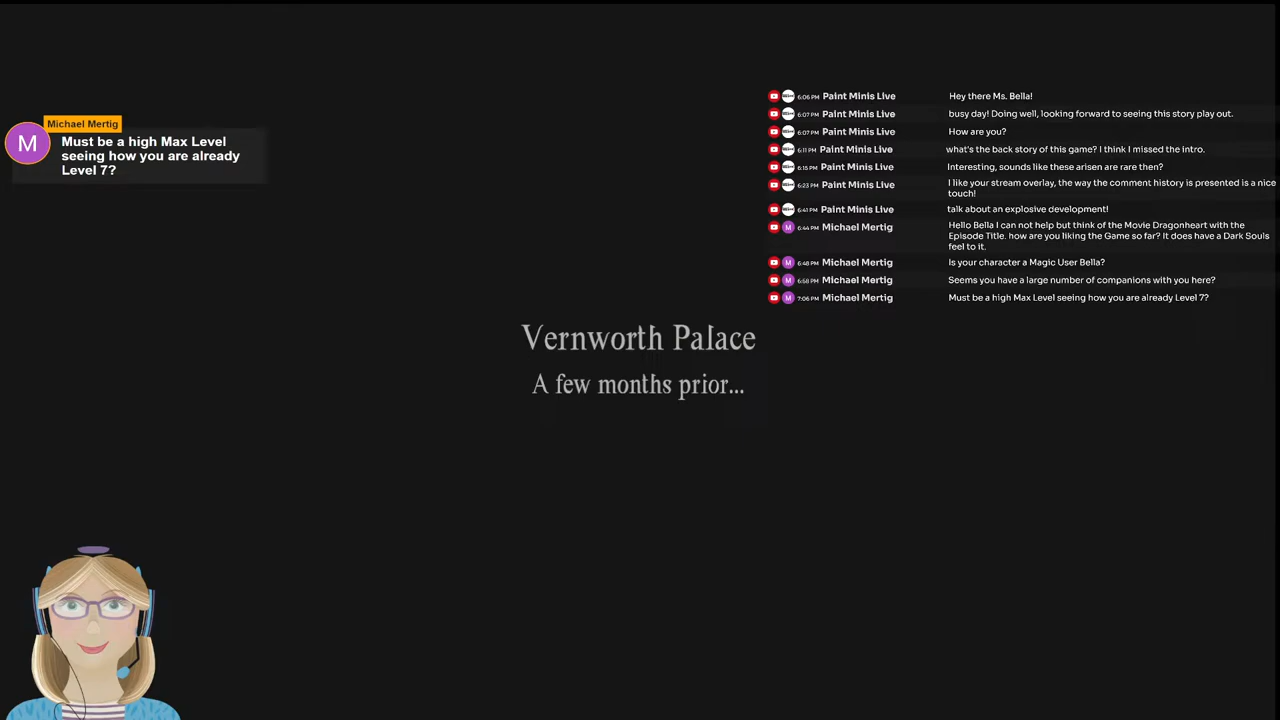 Michael Mertig
M
Must be a high Max Level
seeing how you are already
Level 7?
6:06 PM Paint Minis Live Hey there Ms. Bella!
6:07 PM Paint Minis Live busy day! Doing well, looking forward to seeing this story play out.
6:07 PM Paint Minis Live How are you?
6:11 PM Paint Minis Live what's the back story of this game? I think I missed the intro.
6:15 PM Paint Minis Live Interesting, sounds like these arisen are rare then?
6:23 PM Paint Minis Live I like your stream overlay, the way the comment history is presented is a nice
touch!
6:41 PM Paint Minis Live talk about an explosive development!
M 6:44 PM Michael Mertig Hello Bella I can not help but think of the Movie Dragonheart with the
Episode Title. how are you liking the Game so far? It does have a Dark Souls
feel to it.
M 6:48 PM Michael Mertig Is your character a Magic User Bella?
M 6:58 PM Michael Mertig Seems you have a large number of companions with you here?
M 7:06 PM Michael Mertig Must be a high Max Level seeing how you are already Level 7?
Vernworth Palace
A few months prior...